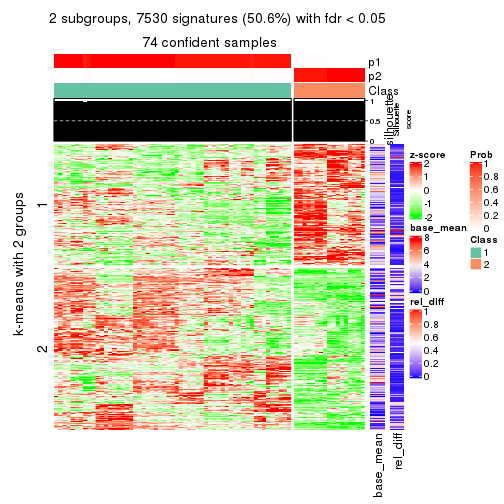 2 subgroups, 7530 signatures (50.6%) with fdr < 0.05
74 confident samples
p1
p2
Class
silhouette
Silhouette
score
1
0.5
0
k-means with 2 groups
1
2
base_mean
rel_diff
z-score
2
1
0
-1
-2
base_mean
8
6
4
2
0
rel_diff
1
0.8
0.6
0.4
0.2
0
Prob
1
0.8
0.6
0.4
0.2
0
Class
1
2